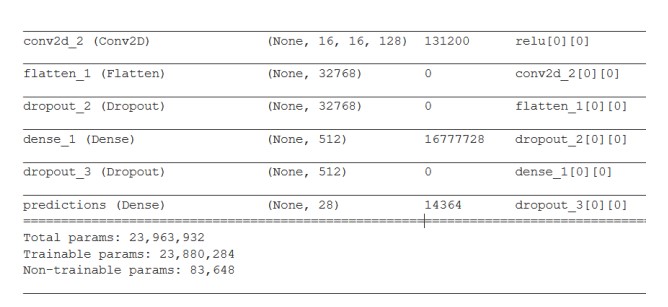 conv2d_2 (Conv2D) (None, 16, 16, 128) 131200 relu[0][0]
flatten_1 (Flatten) (None, 32768) 0 conv2d_2[0][0]
dropout_2 (Dropout) (None, 32768) 0 flatten_1[0][0]
dense_1 (Dense) (None, 512) 16777728 dropout_2[0][0]
dropout_3 (Dropout) (None, 512) 0 dense_1[0][0]
predictions (Dense) (None, 28) 14364 dropout_3[0][0]
Total params: 23,963,932
Trainable params: 23,880,284
Non-trainable params: 83,648